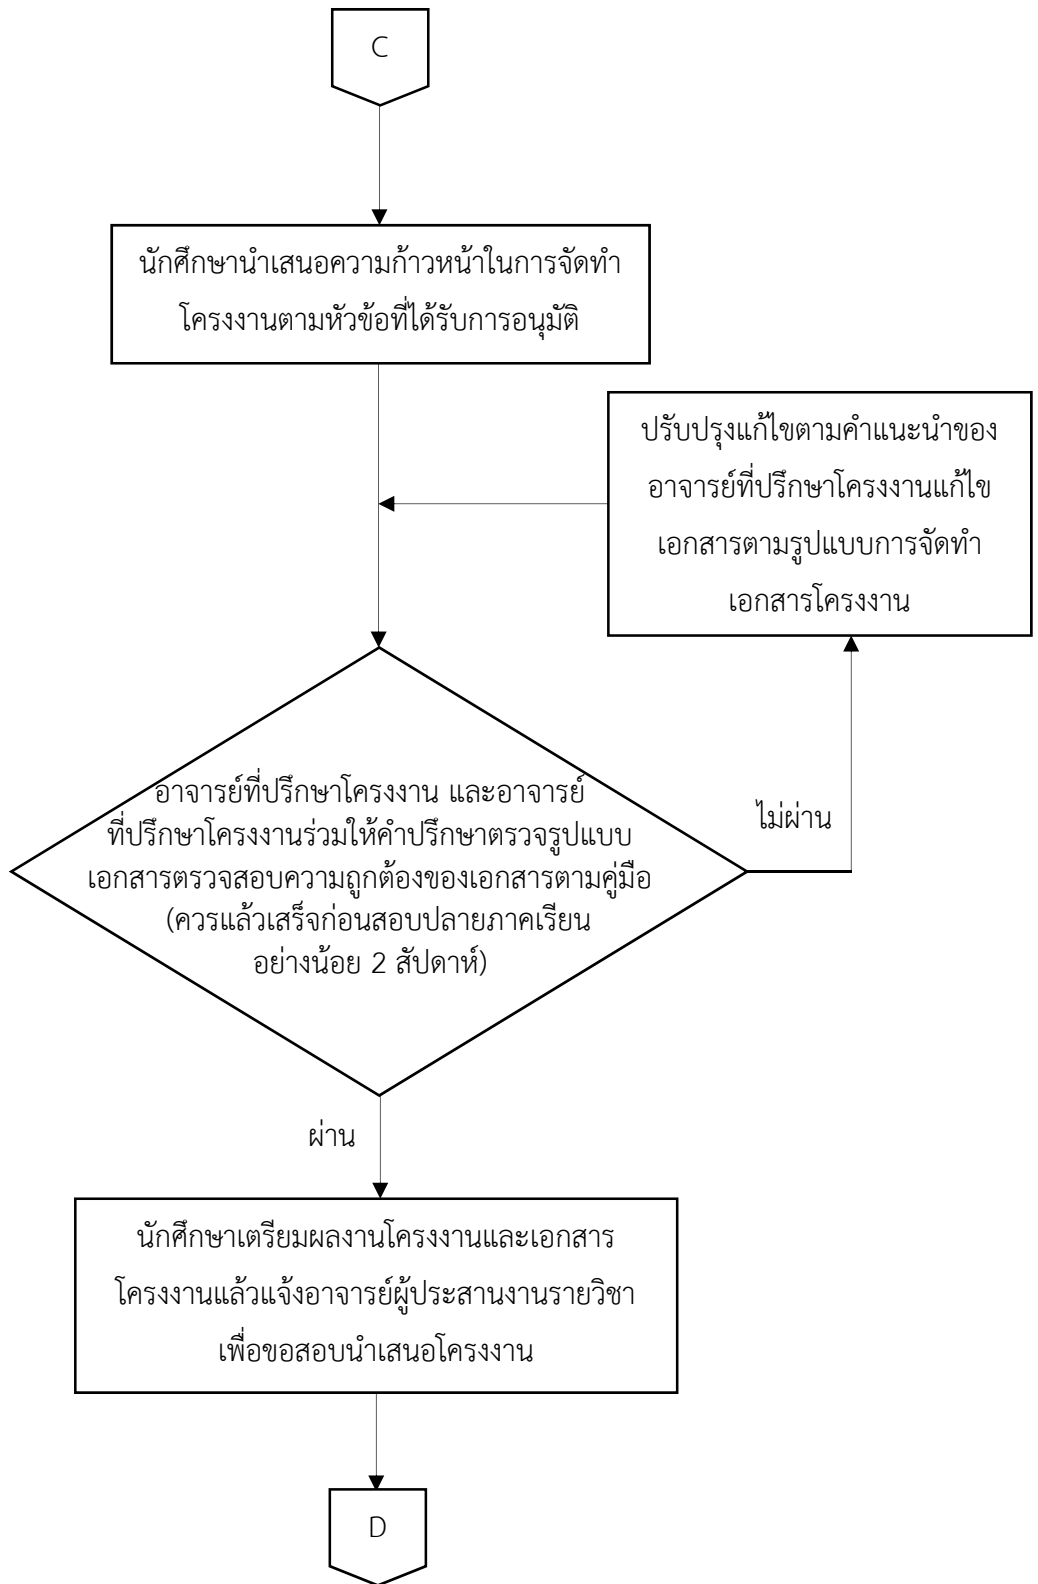 C
นักศึกษานำเสนอความก้าวหน้าในการจัดทำ
โครงงานตามหัวข้อที่ได้รับการอนุมัติ
ปรับปรุงแก้ไขตามคำแนะนำของ
อาจารย์ที่ปรึกษาโครงงานแก้ไข
เอกสารตามรูปแบบการจัดทำ
เอกสารโครงงาน
อาจารย์ที่ปรึกษาโครงงาน และอาจารย์
ที่ปรึกษาโครงงานร่วมให้คำปรึกษาตรวจรูปแบบ
เอกสารตรวจสอบความถูกต้องของเอกสารตามคู่มือ
(ควรแล้วเสร็จก่อนสอบปลายภาคเรียน
อย่างน้อย 2 สัปดาห์)
ไม่ผ่าน
ผ่าน
นักศึกษาเตรียมผลงานโครงงานและเอกสาร
โครงงานแล้วแจ้งอาจารย์ผู้ประสานงานรายวิชา
เพื่อขอสอบนำเสนอโครงงาน
D